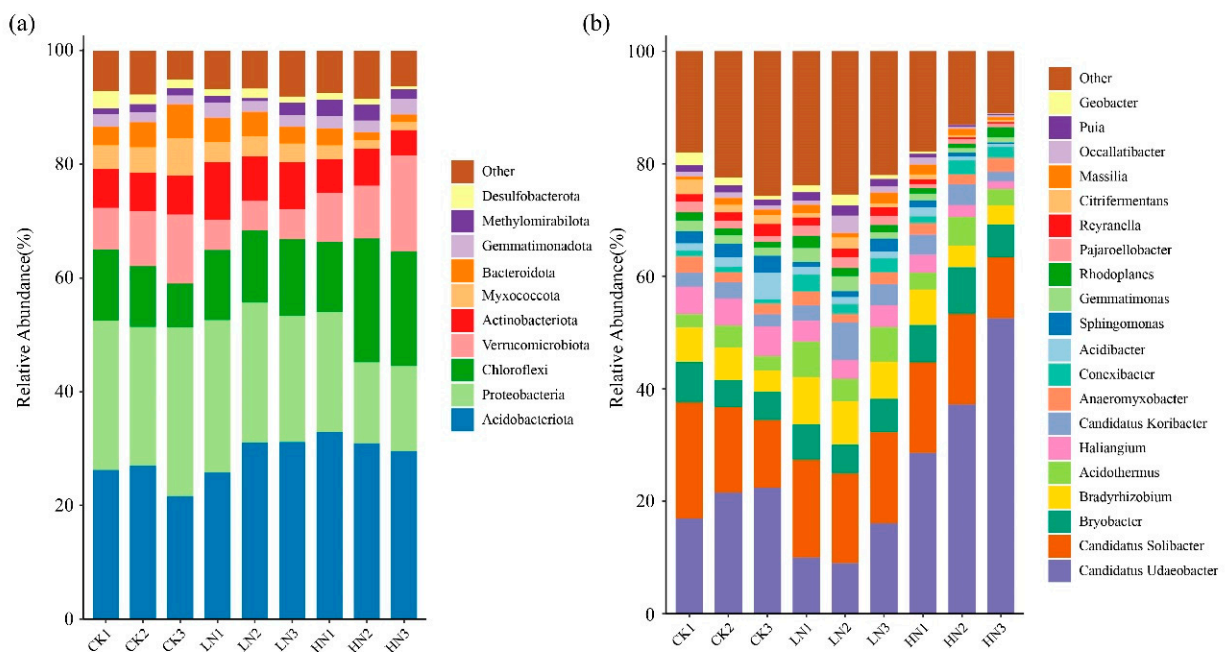 (a)
Relative Abundance(%)
100
80
60
40
20
0
CK1
CK2
CK3
LN1
LN2
LN3
HN1
HN2
HN3
Other
Desulfobacterota
Methylomirabilota
Gemmatimonadota
Bacteroidota
Myxococcota
Actinobacteriota
Verrucomicrobiota
Chloroflexi
Proteobacteria
Acidobacteriota
(b)
Relative Abundance(%)
100
80
60
40
20
0
CK1
CK2
CK3
LN1
LN2
LN3
HN1
HN2
HN3
Other
Geobacter
Puia
Occallatibacter
Massilia
Citrifermentans
Reyranella
Pajaroellobacter
Rhodoplanes
Gemmatimonas
Sphingomonas
Acidibacter
Conexibacter
Anaeromyxobacter
Candidatus Koribacter
Haliangium
Acidothermus
Bradyrhizobium
Bryobacter
Candidatus Solibacter
Candidatus Udaeobacter